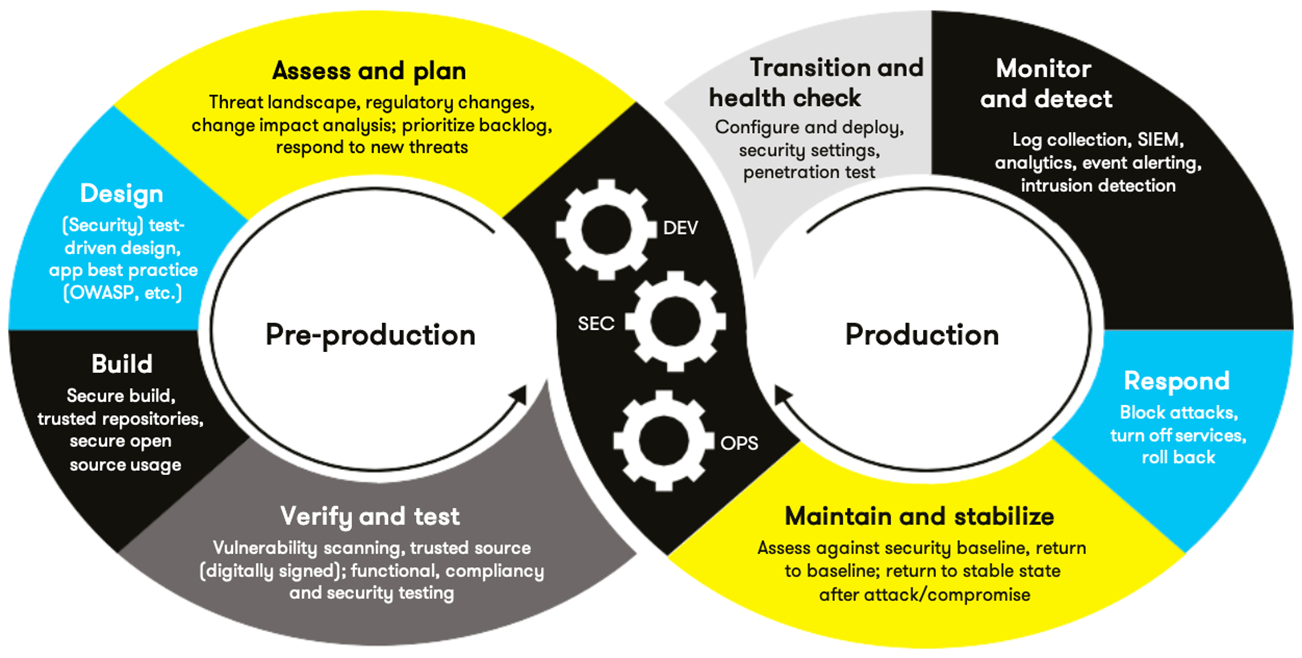 Assess and plan
Threat landscape, regulatory changes,
change impact analysis; prioritize backlog,
respond to new threats
Design
(Security) test-
driven design,
app best practice
(OWASP, etc.)
Build
Secure build,
trusted repositories,
secure open
source usage
Verify and test
Vulnerability scanning, trusted source
(digitally signed); functional, compliancy
and security testing
Pre-production
DEV
SEC
OPS
Transition and
health check
Configure and deploy,
security settings,
penetration test
Monitor
and detect
Log collection, SIEM,
analytics, event alerting,
intrusion detection
Respond
Block attacks,
turn off services,
roll back
Maintain and stabilize
Assess against security baseline, return
to baseline; return to stable state
after attack/compromise
Production